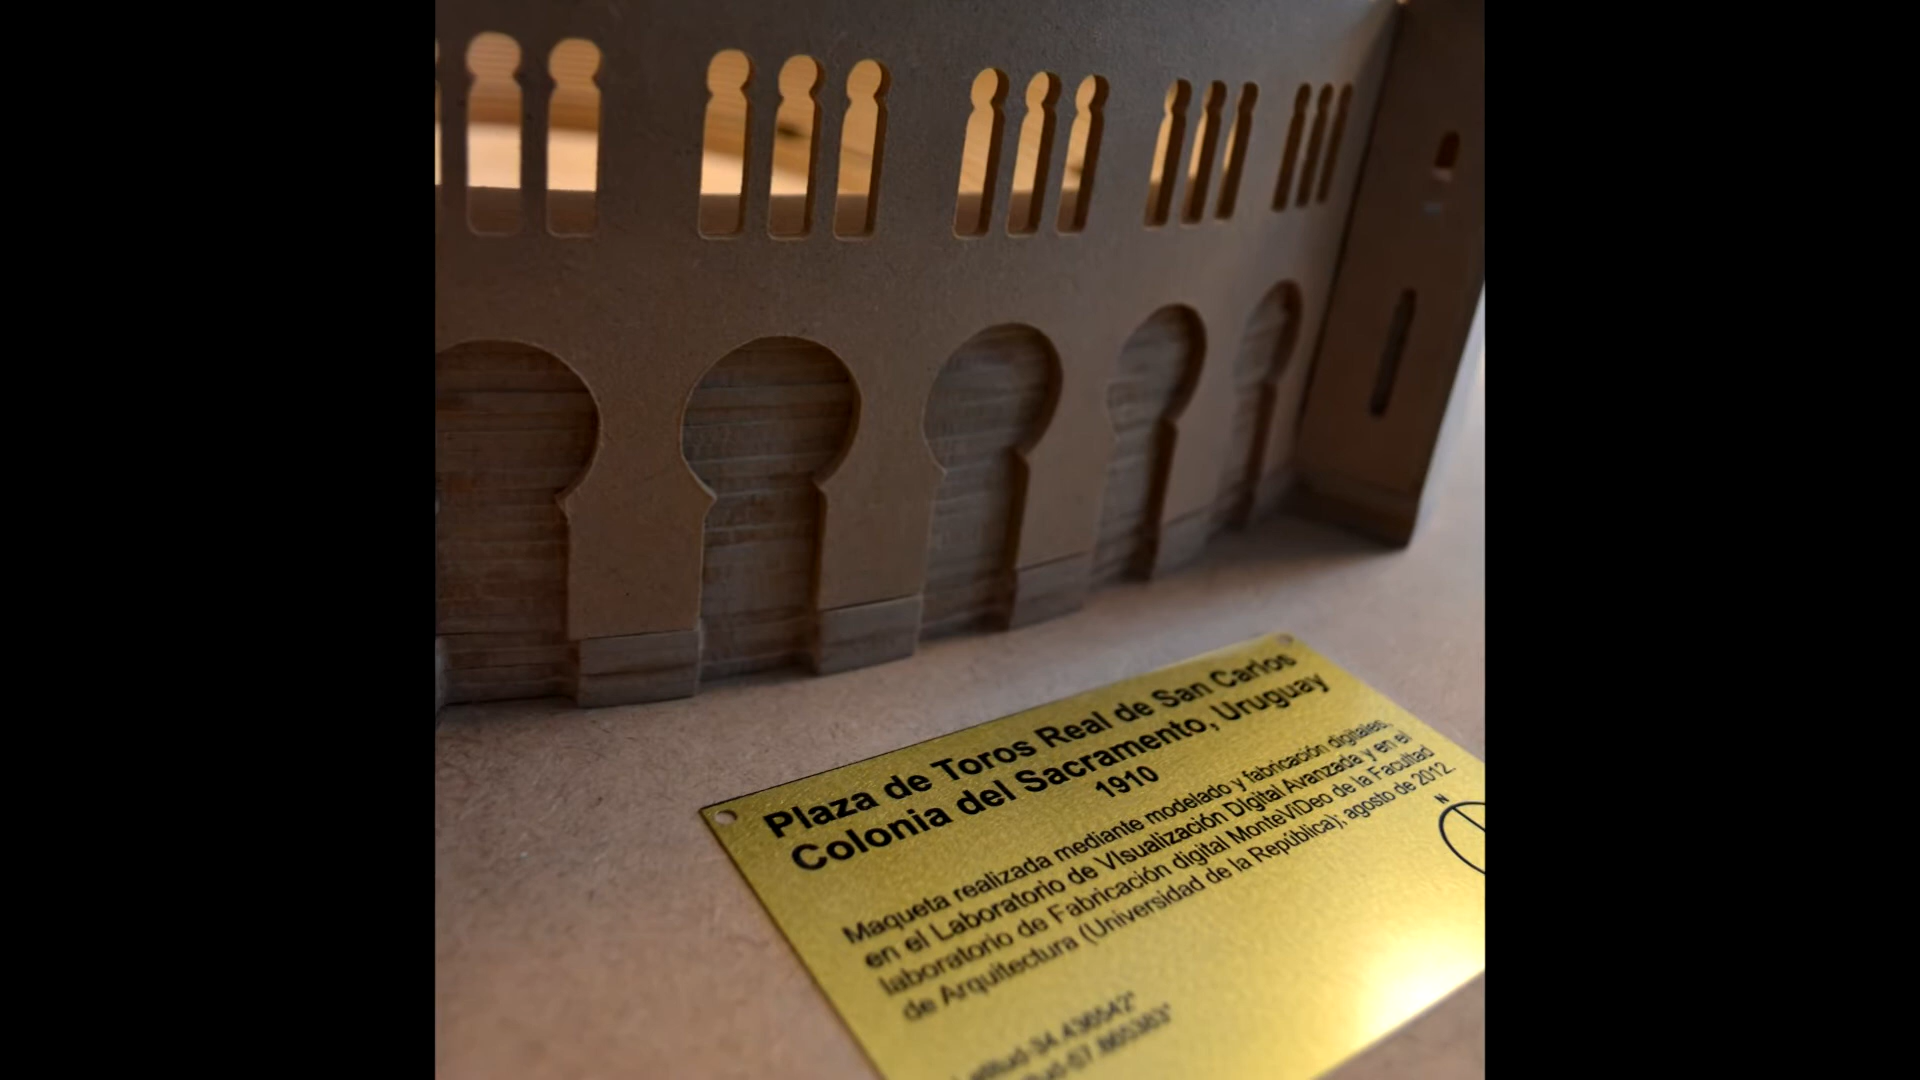 Plaza de Toros Real de San Carlos
Colonia del Sacramento, Uruguay
1910
Maqueta realizada mediante modelado y fabricación digitales,
en el Laboratorio de VIsualización DIgital Avanzada y en el
laboratorio de Fabricación digital MonteViDeo de la Facultad
de Arquitectura (Universidad de la República); agosto de 2012
N